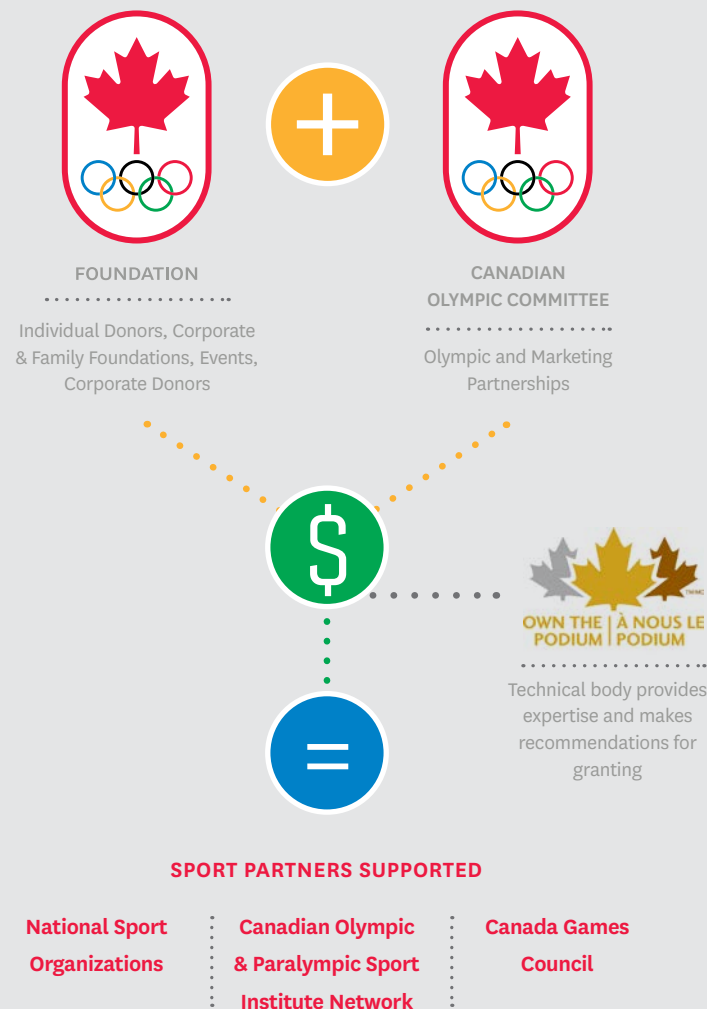 +
FOUNDATION
Individual Donors, Corporate
& Family Foundations, Events,
Corporate Donors
CANADIAN
OLYMPIC COMMITTEE
Olympic and Marketing
Partnerships
$
TM/MC
OWN THE | À NOUS LE
PODIUM | PODIUM
Technical body provides
expertise and makes
recommendations for
granting
=
SPORT PARTNERS SUPPORTED
National Sport
Organizations
Canadian Olympic
& Paralympic Sport
Institute Network
Canada Games
Council